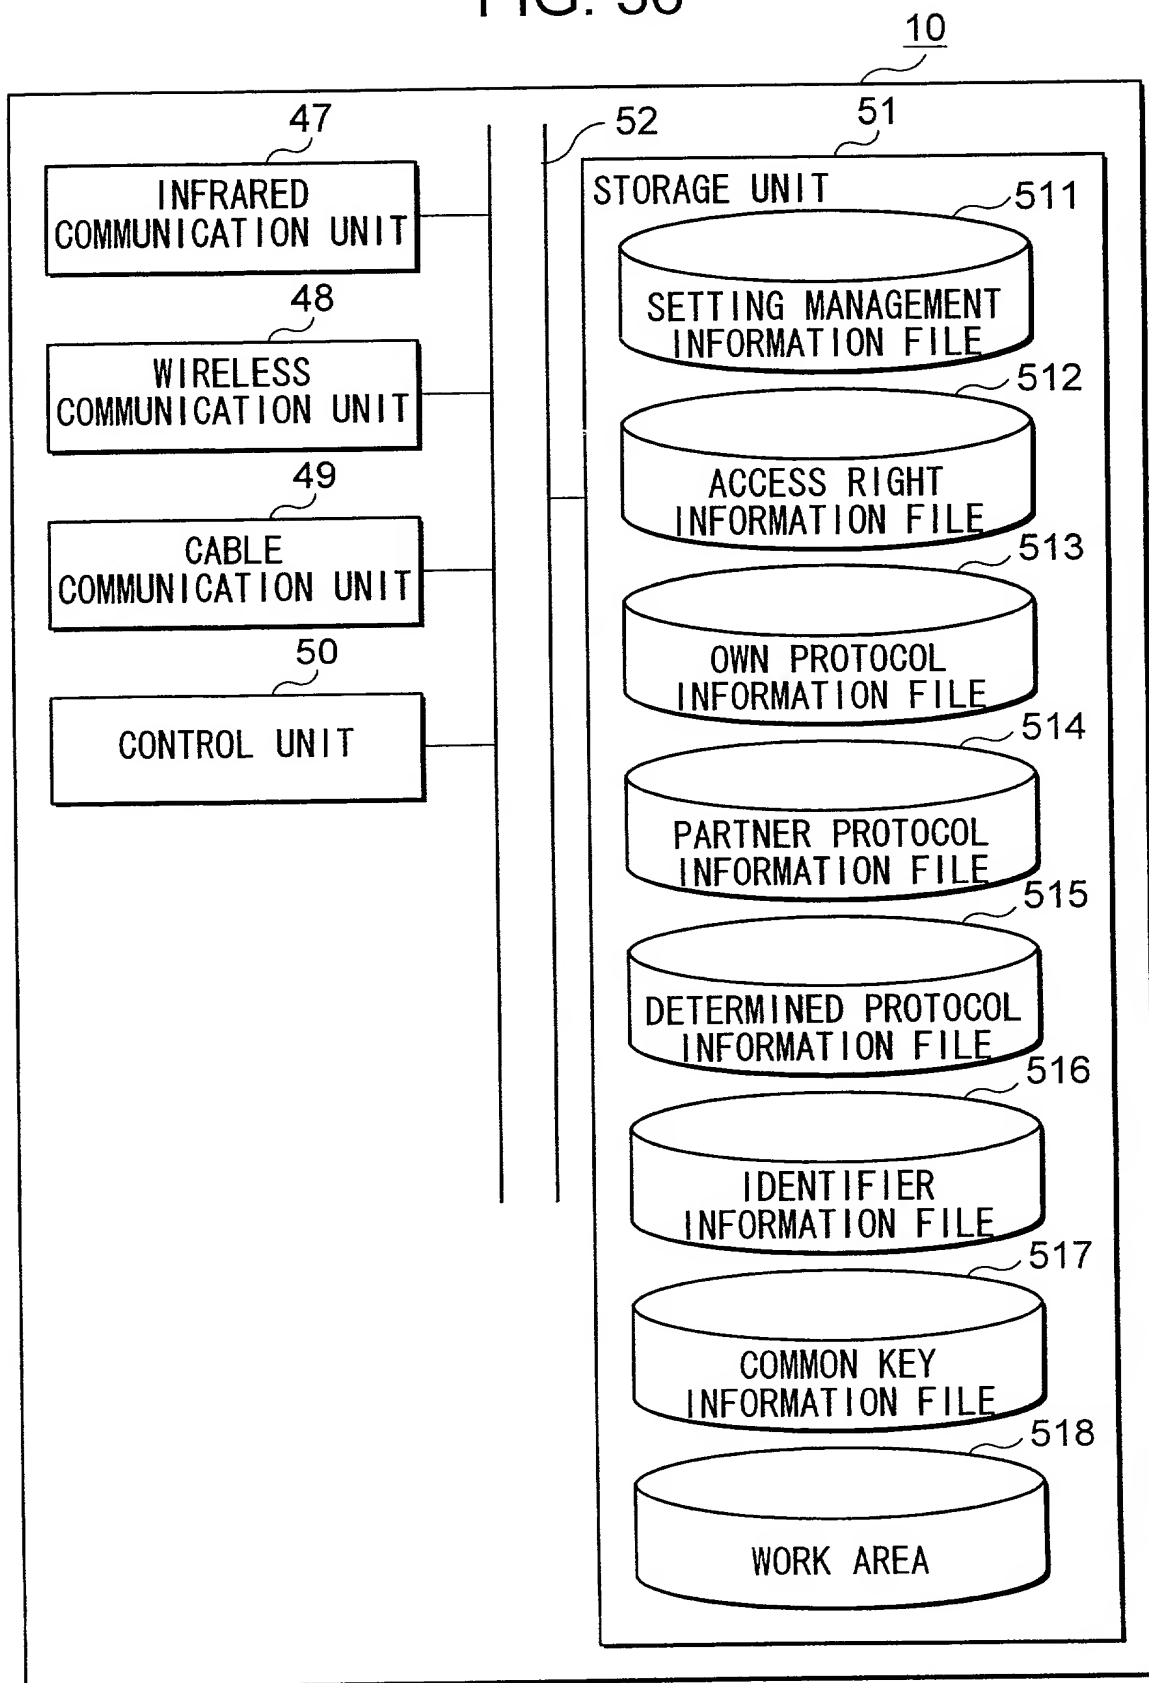 10
47
INFRARED
COMMUNICATION UNIT
48
WIRELESS
COMMUNICATION UNIT
49
CABLE
COMMUNICATION UNIT
50
CONTROL UNIT
52
51
STORAGE UNIT
511
SETTING MANAGEMENT
INFORMATION FILE
512
ACCESS RIGHT
INFORMATION FILE
513
OWN PROTOCOL
INFORMATION FILE
514
PARTNER PROTOCOL
INFORMATION FILE
515
DETERMINED PROTOCOL
INFORMATION FILE
516
IDENTIFIER
INFORMATION FILE
517
COMMON KEY
INFORMATION FILE
518
WORK AREA